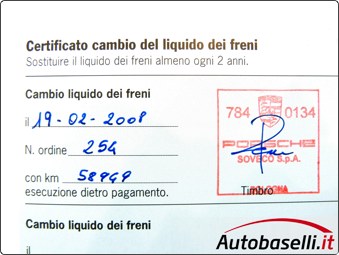 Certificato cambio del liquido dei freni
Sostituire il liquido dei freni almeno ogni 2 anni.
Cambio liquido dei freni
il 19-02-2008
N. ordine 254
con km 58949
esecuzione dietro pagamento.
784 0134
PORSCHE
SOVECO S.p.A.
BOLOGNA
Timbro
Cambio liquido dei freni
il
Autobaselli.it